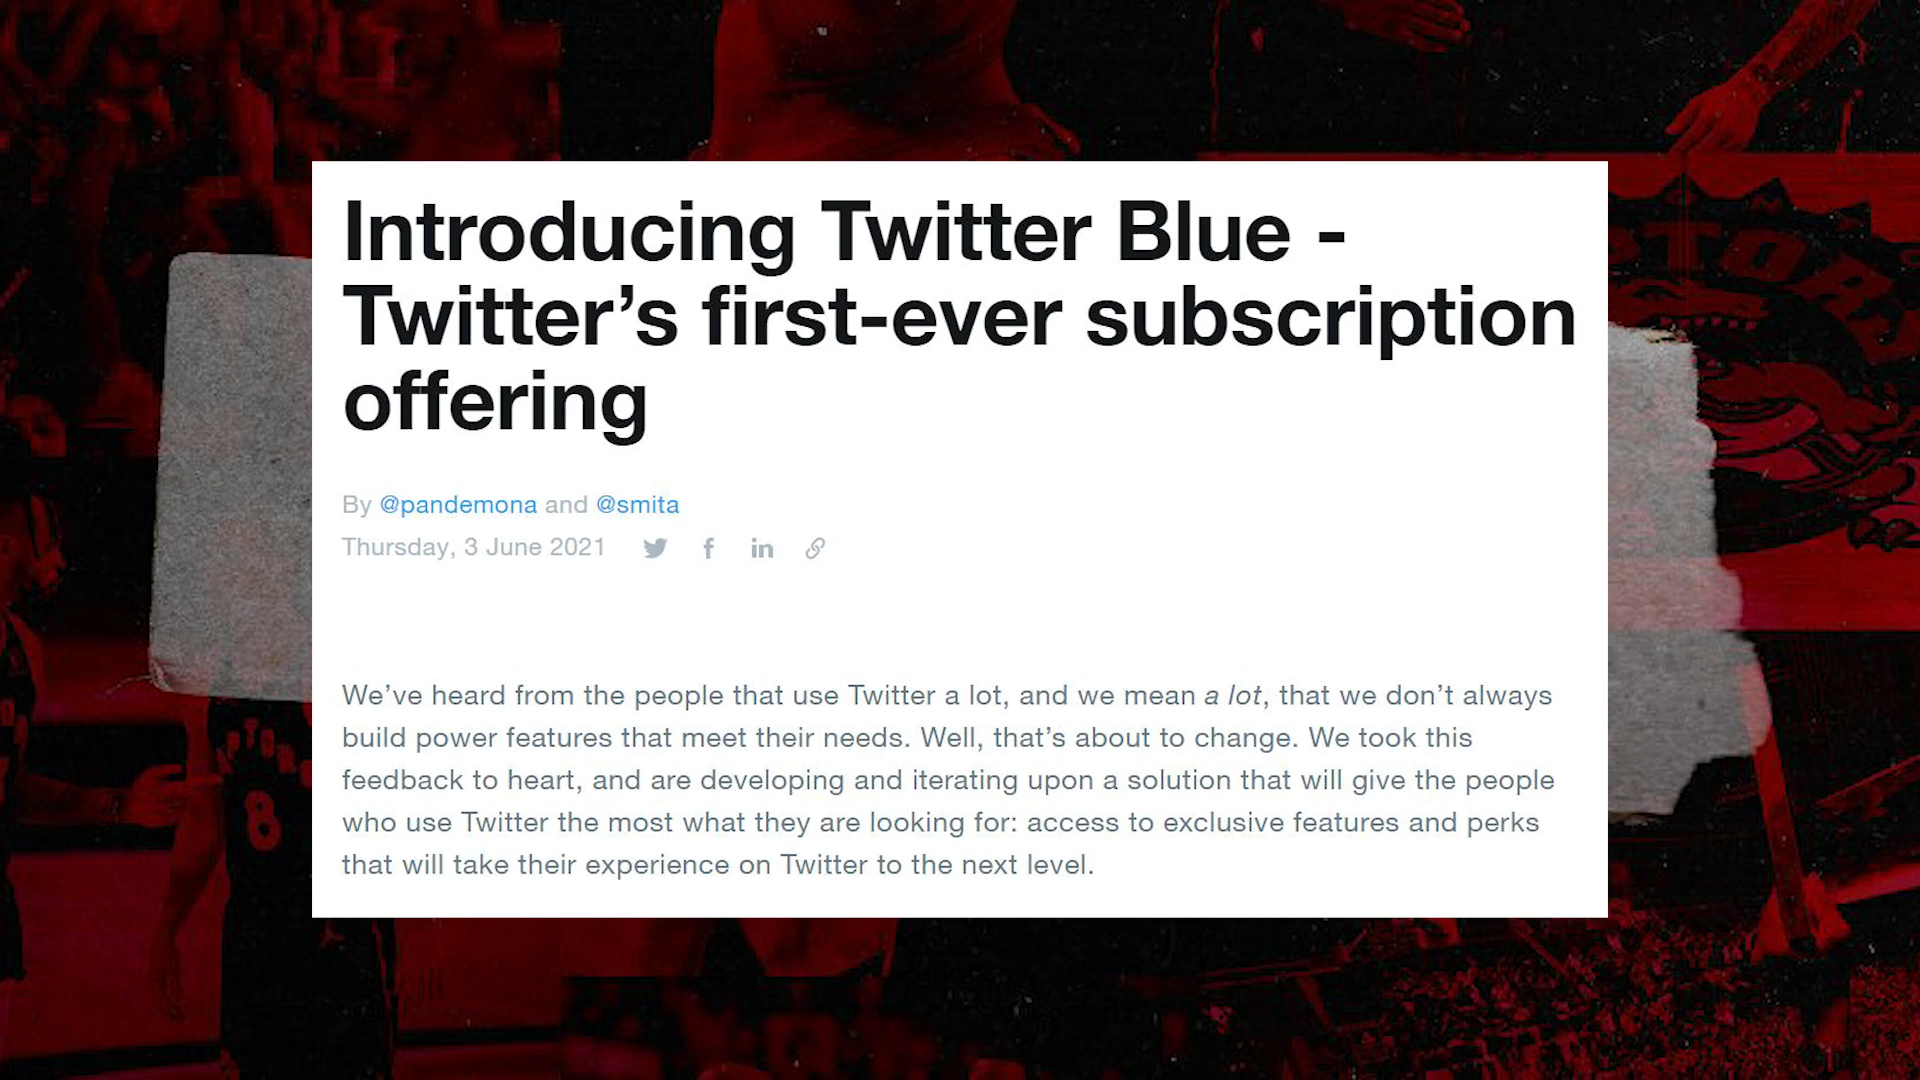 Introducing Twitter Blue -
Twitter’s first-ever subscription
offering
By @pandemona and @smita
Thursday, 3 June 2021
We’ve heard from the people that use Twitter a lot, and we mean a lot, that we don’t always
build power features that meet their needs. Well, that’s about to change. We took this
feedback to heart, and are developing and iterating upon a solution that will give the people
who use Twitter the most what they are looking for: access to exclusive features and perks
that will take their experience on Twitter to the next level.
8